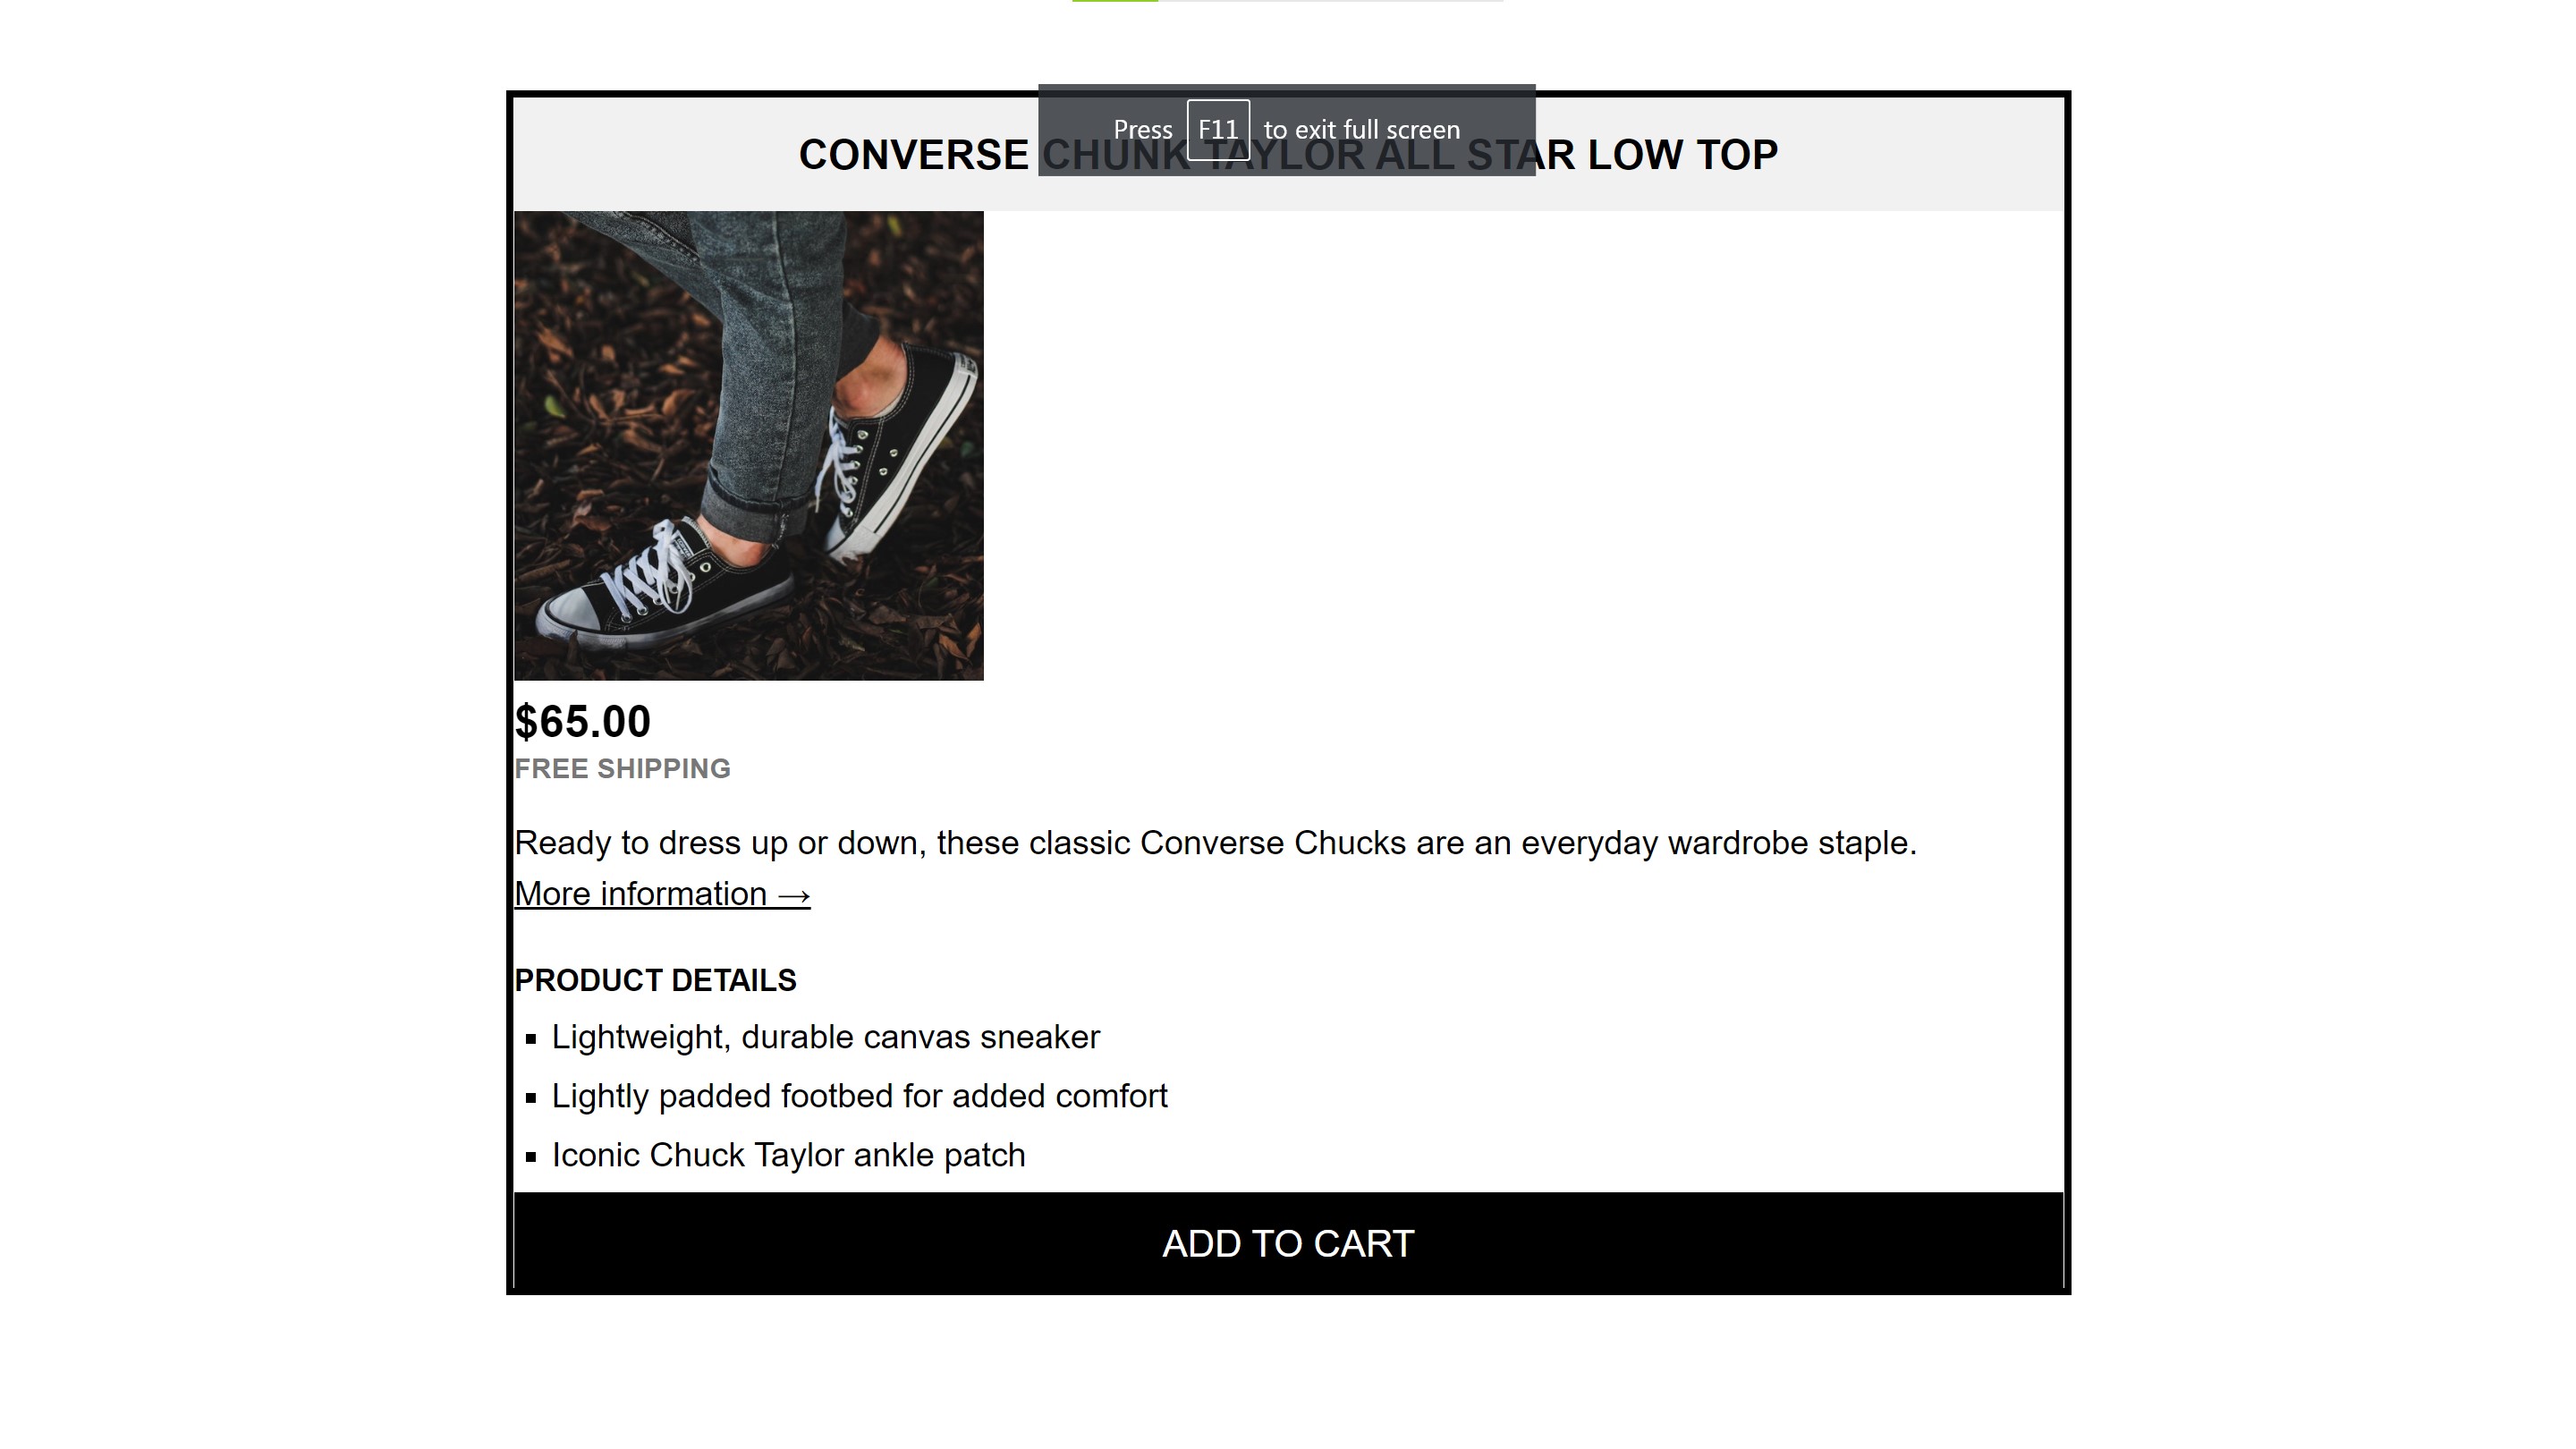 Press F11 to exit full screen
CONVERSE CHUNK TAYLOR ALL STAR LOW TOP
$65.00
FREE SHIPPING
Ready to dress up or down, these classic Converse Chucks are an everyday wardrobe staple.
More information →
PRODUCT DETAILS
▪ Lightweight, durable canvas sneaker
▪ Lightly padded footbed for added comfort
▪ Iconic Chuck Taylor ankle patch
ADD TO CART